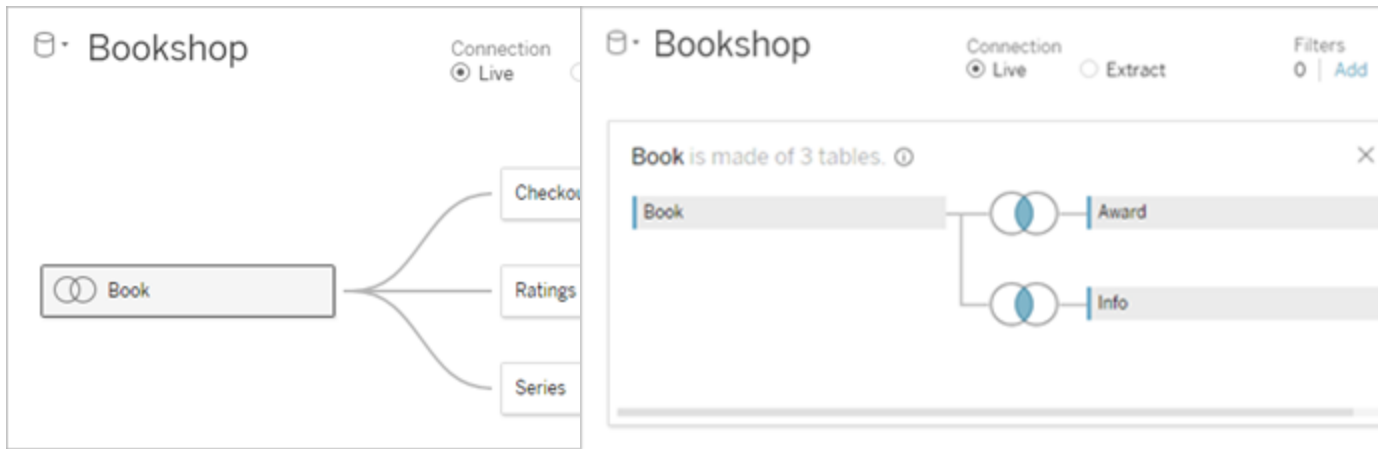 Bookshop
Connection
Live
Book
Ratings
Series
Bookshop
Connection
Live Extract
Filters
0 Add
Book is made of 3 tables.
Book
Award
Info